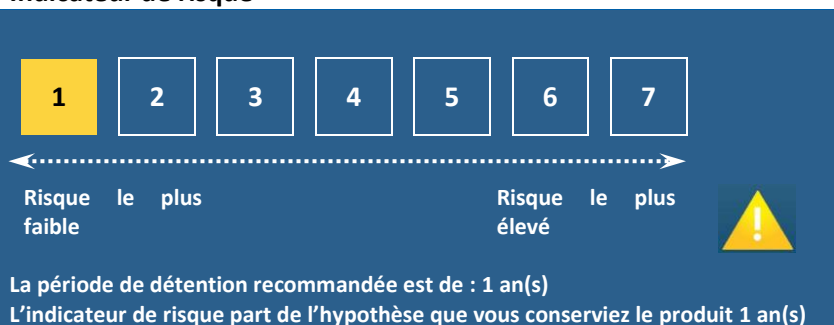 1 2 3 4 5 6 7
Risque le plus faible
Risque le plus élevé
La période de détention recommandée est de : 1 an(s)
L'indicateur de risque part de l'hypothèse que vous conserviez le produit 1 an(s)